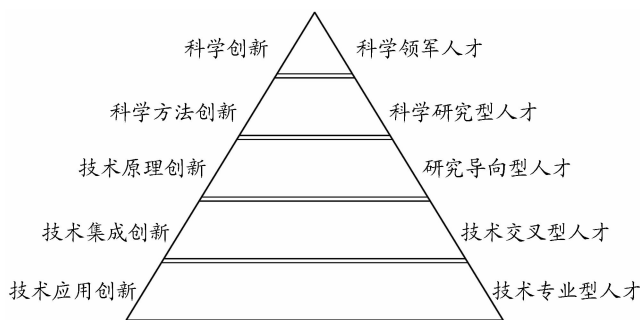 科学创新 科学领军人才
科学方法创新 科学研究型人才
技术原理创新 研究导向型人才
技术集成创新 技术交叉型人才
技术应用创新 技术专业型人才